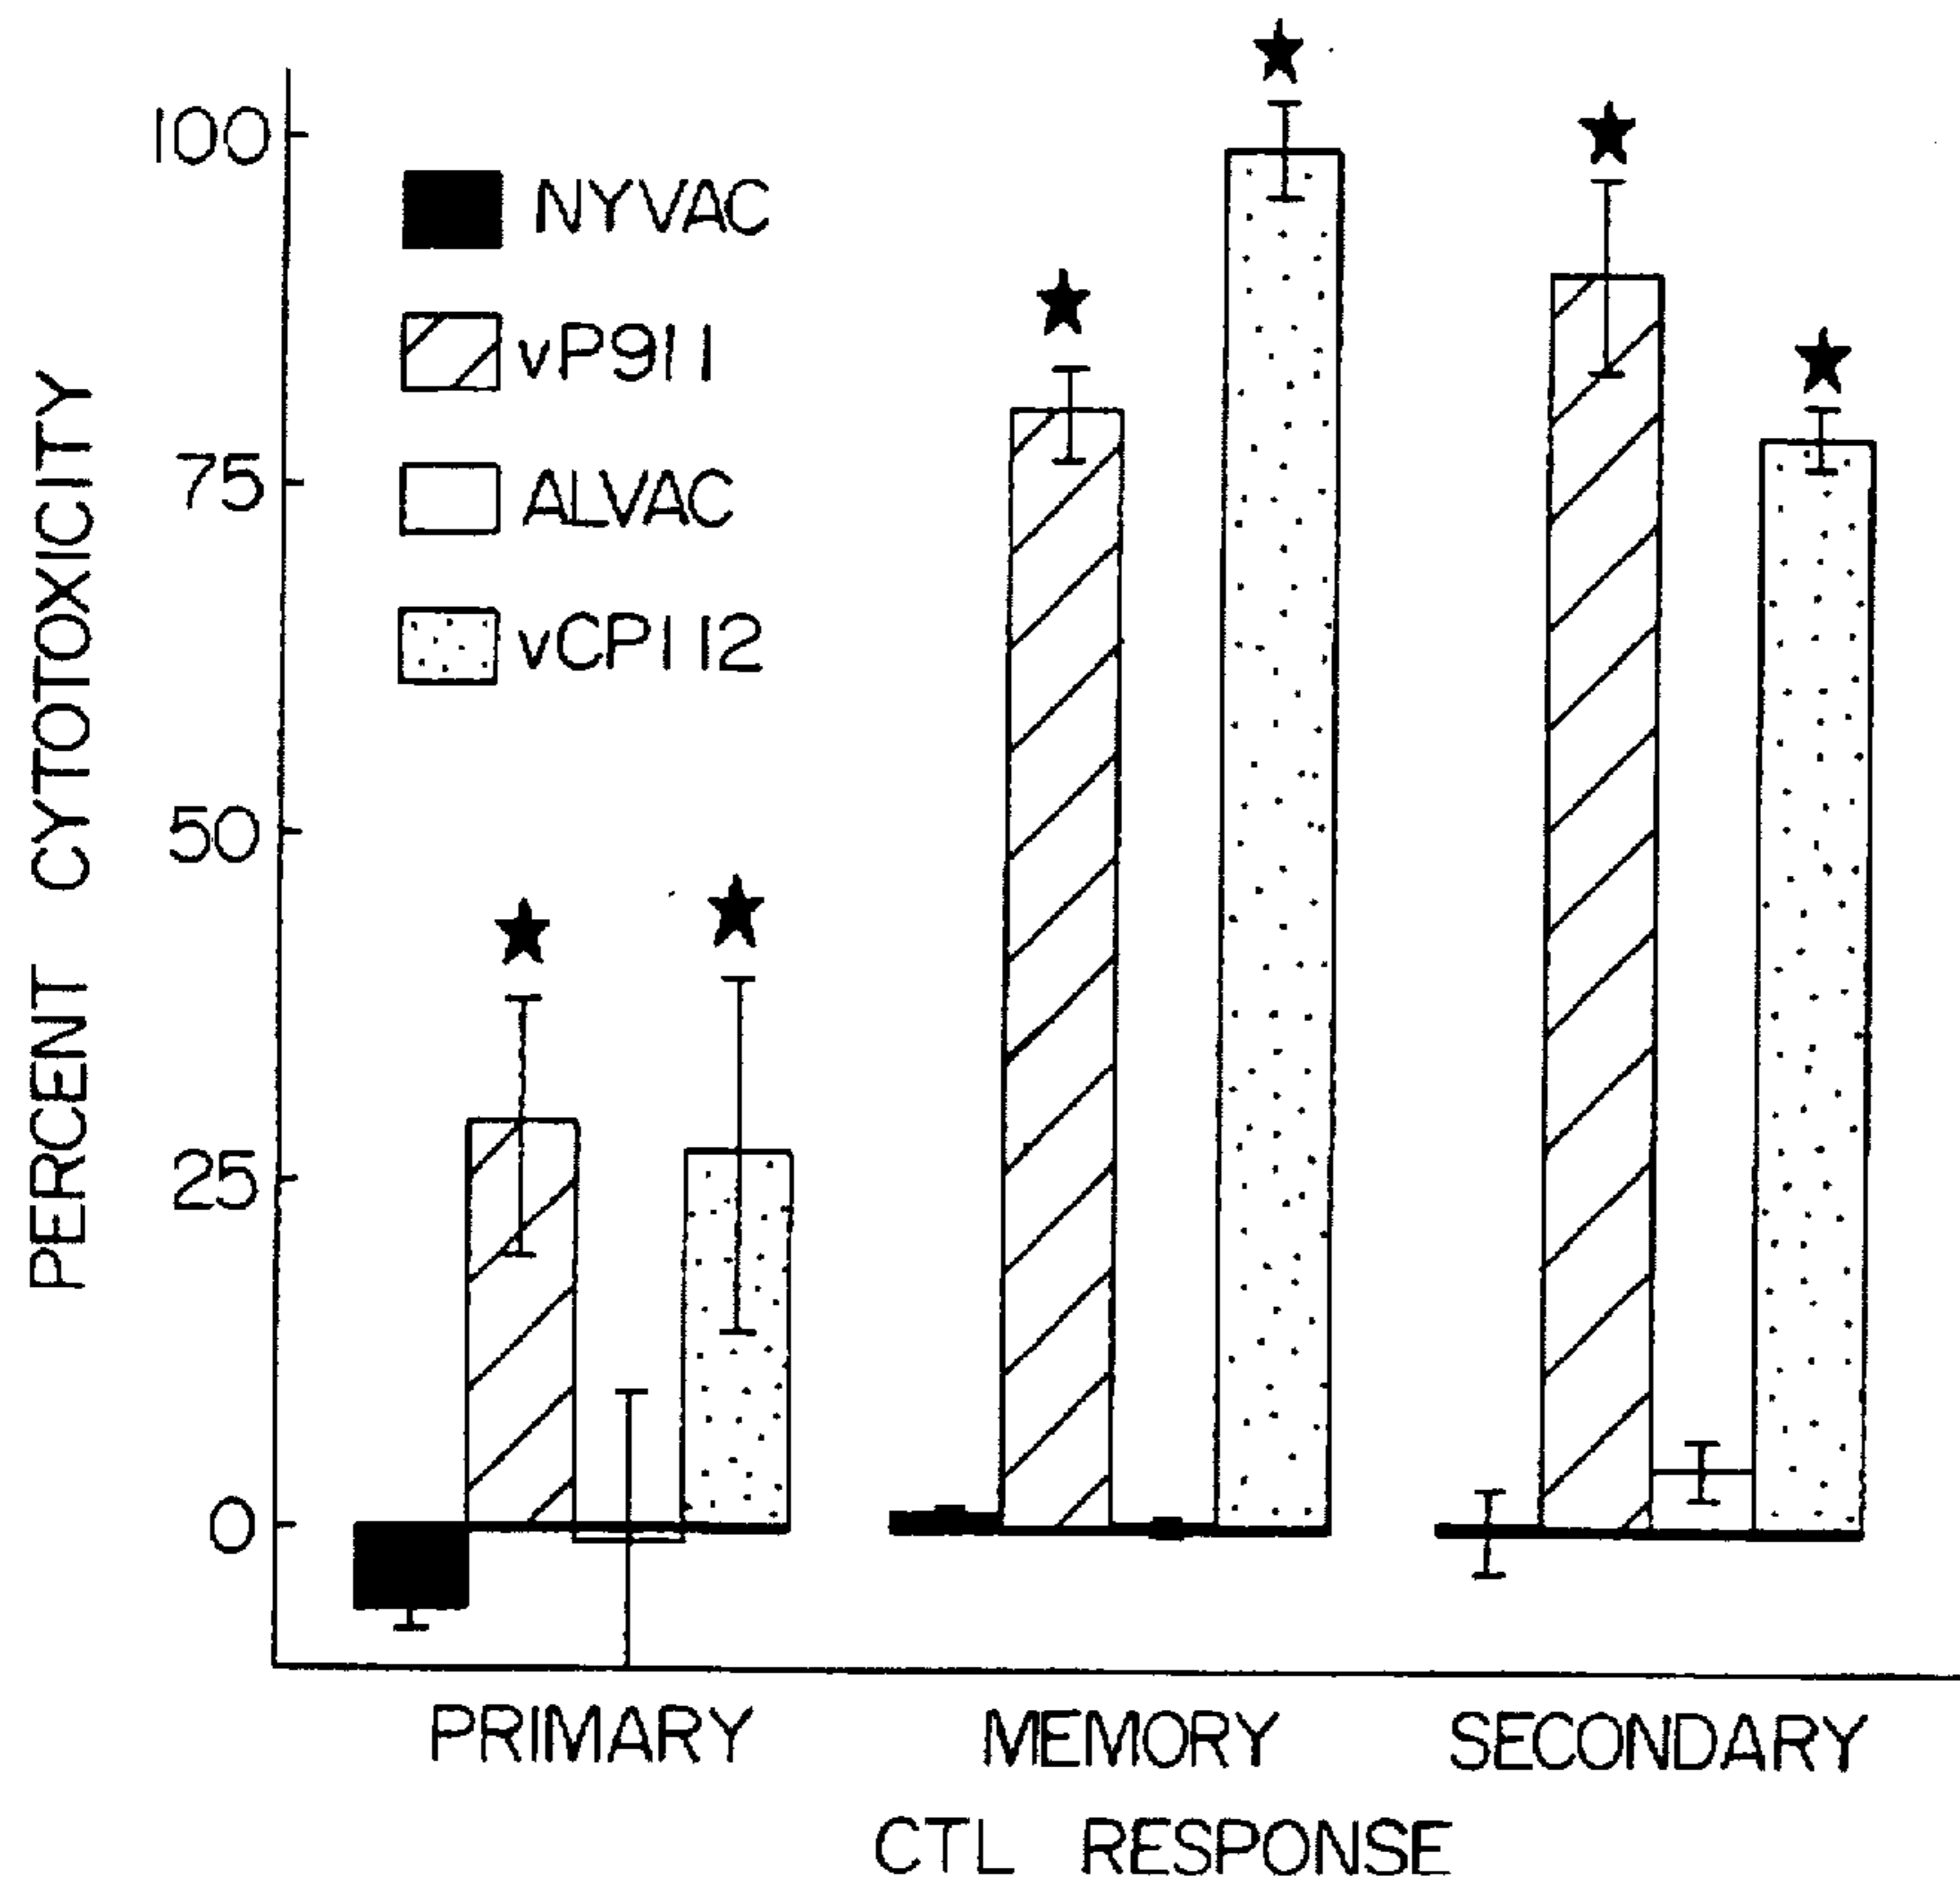 PERCENT CYTOTOXICITY
100
75
50
25
0
NYVAC
vP911
ALVAC
vCP112
PRIMARY
MEMORY
SECONDARY
CTL RESPONSE